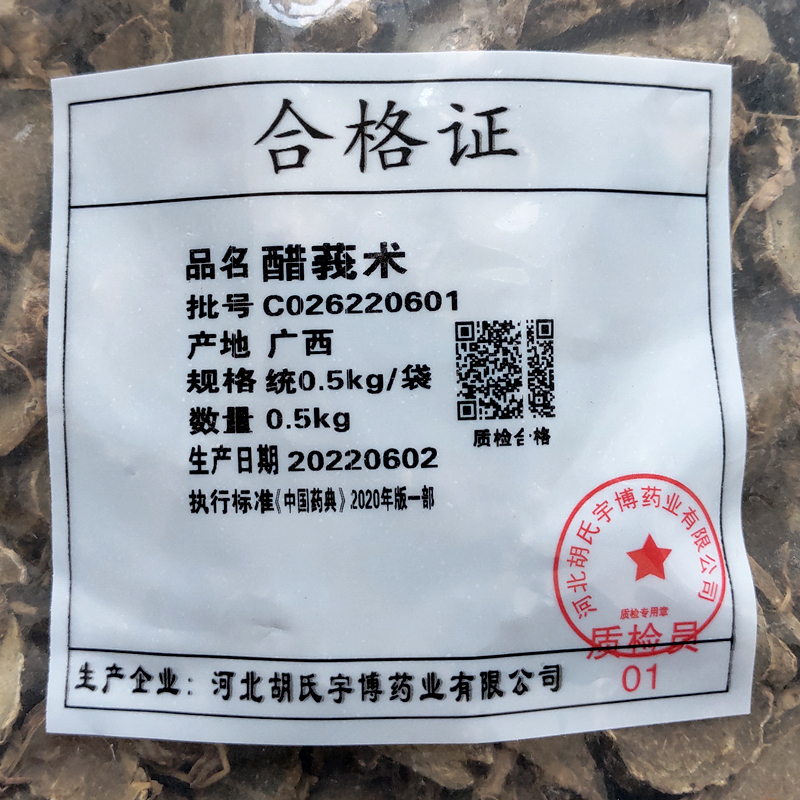 合格证
品名 醋莪术
批号 C026220601
产地 广西
规格 统0.5kg/袋
数量 0.5kg
生产日期 20220602
执行标准《中国药典》2020年版一部
质检合格
河北胡氏宇博药业有限公司
质检专用章
质检员
01
生产企业：河北胡氏宇博药业有限公司